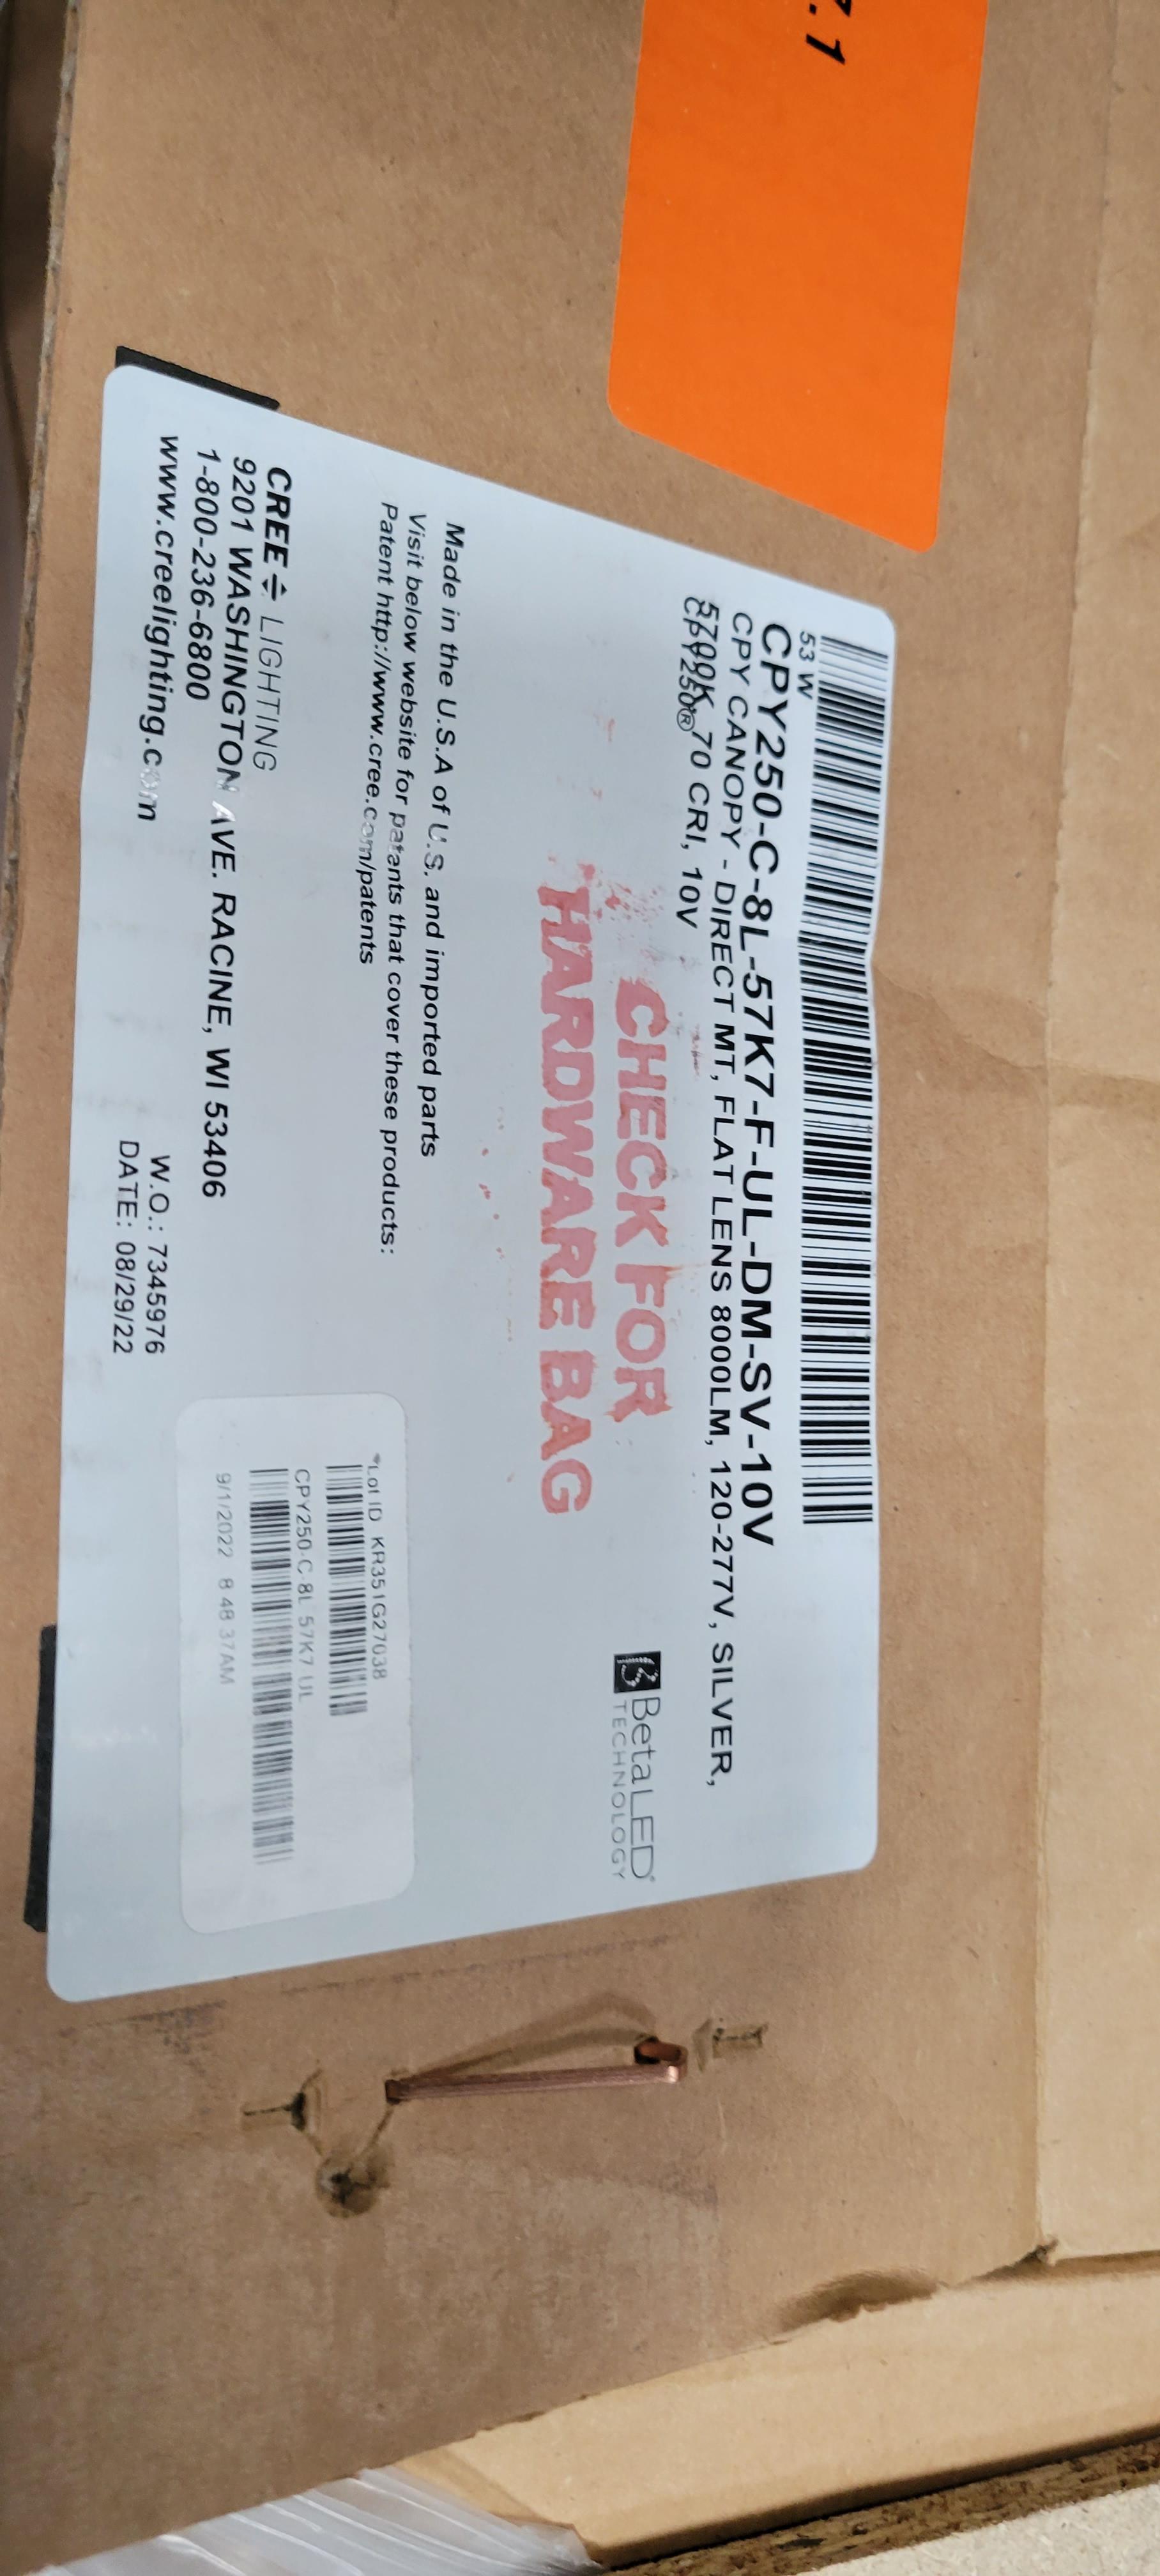 7.1
53 W
CPY250-C-8L-57K7-F-UL-DM-SV-10V
CPY CANOPY - DIRECT MT, FLAT LENS 8000LM, 120-277V, SILVER,
5700K, 70 CRI, 10V
CPY250®
BetaLED®
TECHNOLOGY
CHECK FOR
HARDWARE BAG
Made in the U.S.A of U.S. and imported parts
Visit below website for patants that cover these products:
Patent http://www.cree.com/patents
CREE LIGHTING
9201 WASHINGTON AVE. RACINE, WI 53406
1-800-236-6800
www.creelighting.com
W.O.: 7345976
DATE: 08/29/22
*Lot ID KR351G27038
CPY250-C-8L 57K7 UL
9/1/2022 8 48 37AM